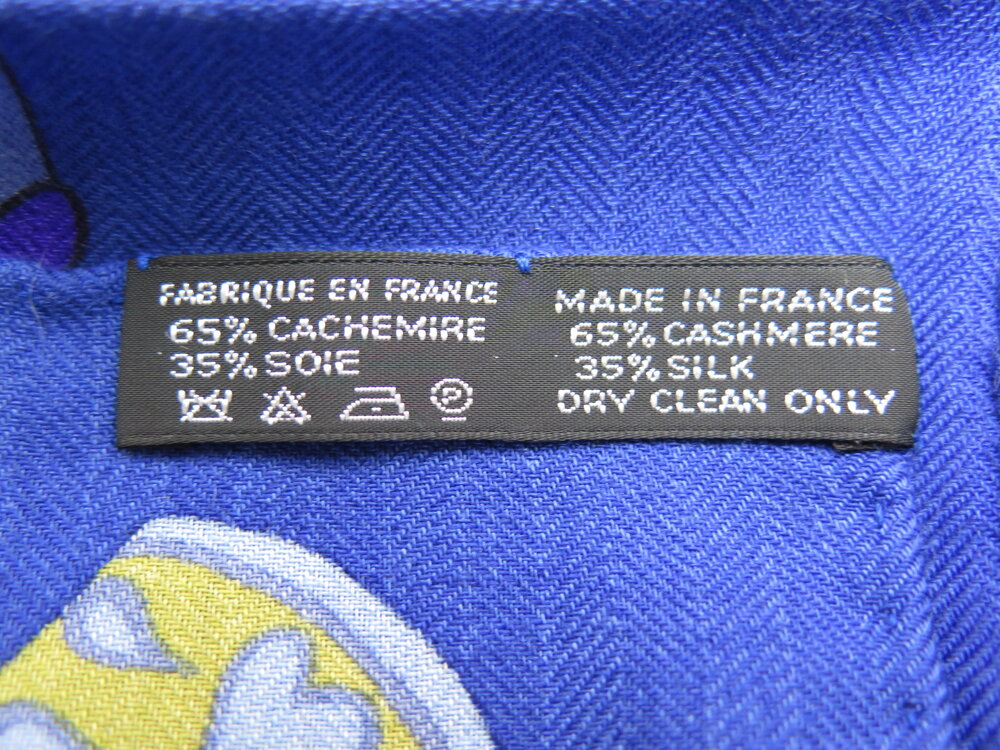 FABRIQUE EN FRANCE
65% CACHEMIRE
35% SOIE
P
MADE IN FRANCE
65% CASHMERE
35% SILK
DRY CLEAN ONLY